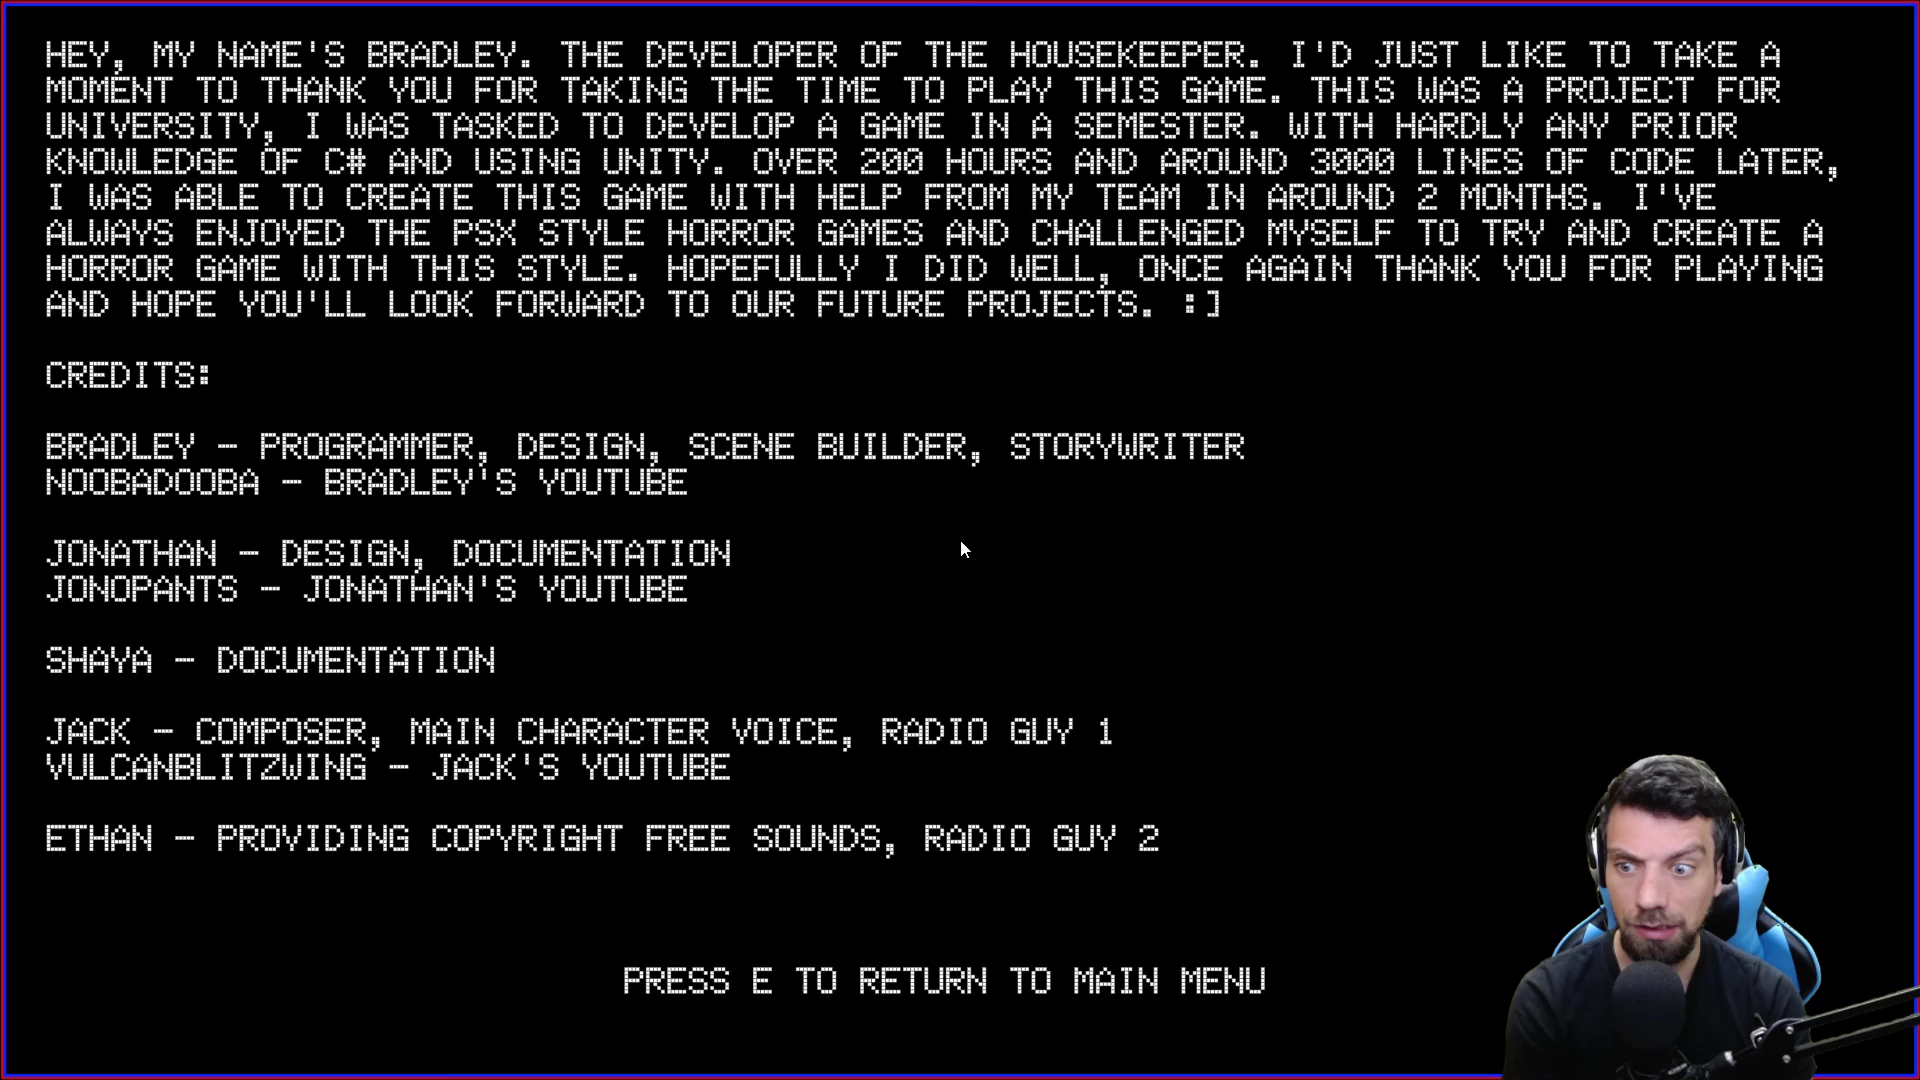 HEY, MY NAME'S BRADLEY. THE DEVELOPER OF THE HOUSEKEEPER. I'D JUST LIKE TO TAKE A
MOMENT TO THANK YOU FOR TAKING THE TIME TO PLAY THIS GAME. THIS WAS A PROJECT FOR
UNIVERSITY, I WAS TASKED TO DEVELOP A GAME IN A SEMESTER. WITH HARDLY ANY PRIOR
KNOWLEDGE OF C# AND USING UNITY. OVER 200 HOURS AND AROUND 3000 LINES OF CODE LATER,
I WAS ABLE TO CREATE THIS GAME WITH HELP FROM MY TEAM IN AROUND 2 MONTHS. I'VE
ALWAYS ENJOYED THE PSX STYLE HORROR GAMES AND CHALLENGED MYSELF TO TRY AND CREATE A
HORROR GAME WITH THIS STYLE. HOPEFULLY I DID WELL, ONCE AGAIN THANK YOU FOR PLAYING
AND HOPE YOU'LL LOOK FORWARD TO OUR FUTURE PROJECTS. :]
CREDITS:
BRADLEY - PROGRAMMER, DESIGN, SCENE BUILDER, STORYWRITER
NOOBADOOBA - BRADLEY'S YOUTUBE
JONATHAN - DESIGN, DOCUMENTATION
JONOPANTS - JONATHAN'S YOUTUBE
SHAYA - DOCUMENTATION
JACK - COMPOSER, MAIN CHARACTER VOICE, RADIO GUY 1
VULCANBLITZWING - JACK'S YOUTUBE
ETHAN - PROVIDING COPYRIGHT FREE SOUNDS, RADIO GUY 2
PRESS E TO RETURN TO MAIN MENU